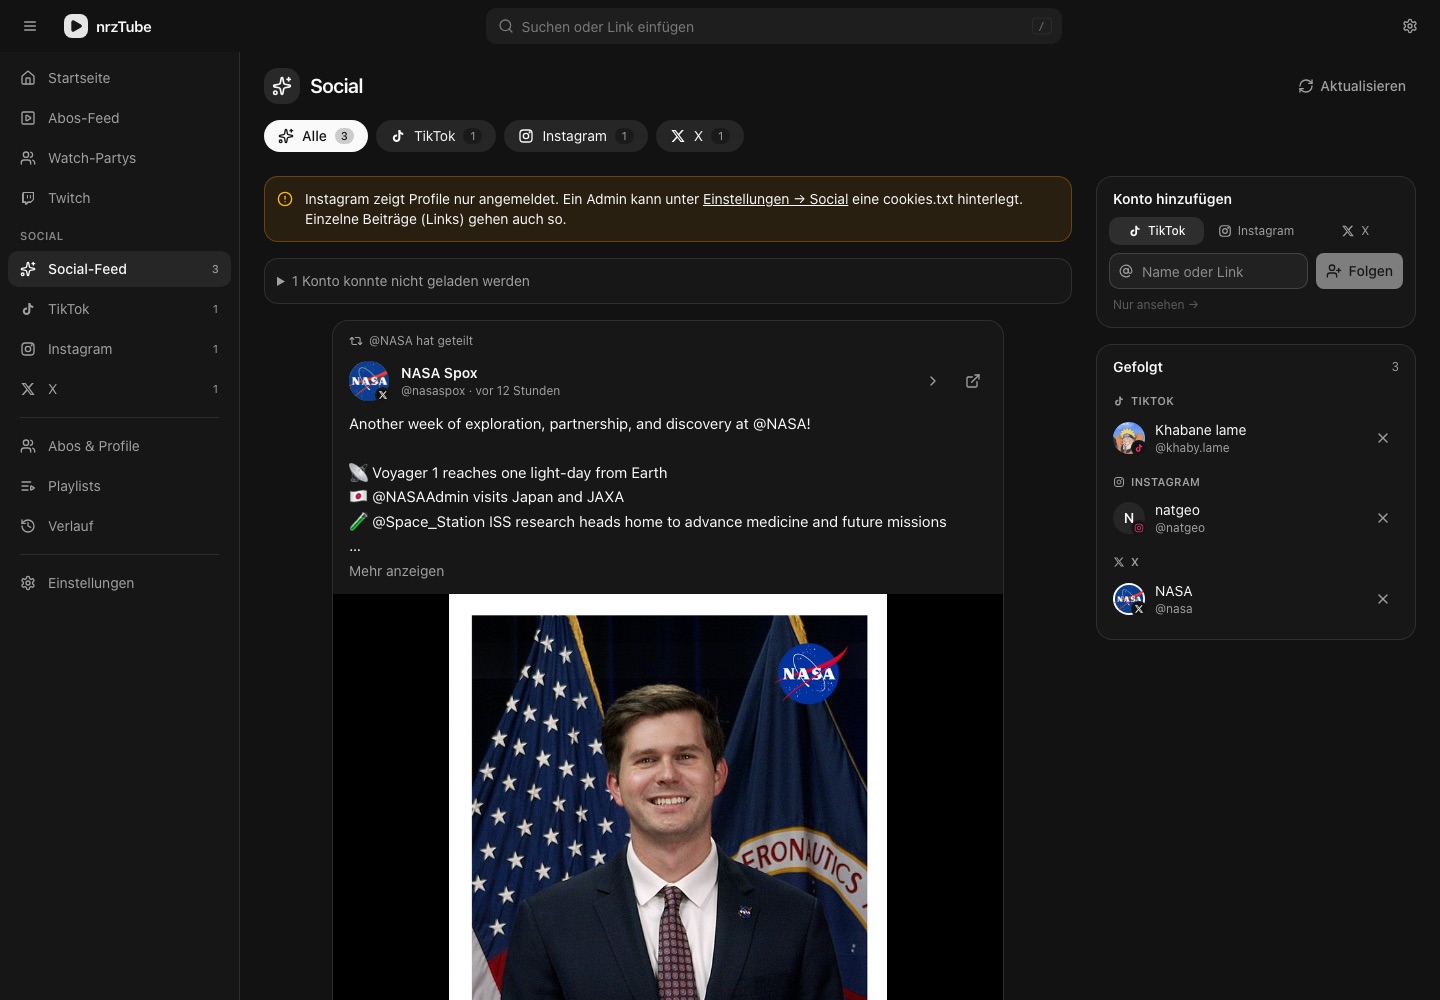 nrzTube
Suchen oder Link einfügen
/
Startseite
Abos-Feed
Watch-Partys
Twitch
SOCIAL
Social-Feed 3
TikTok 1
Instagram 1
X 1
Abos & Profile
Playlists
Verlauf
Einstellungen
Social
Aktualisieren
Alle 3
TikTok 1
Instagram 1
X 1
Instagram zeigt Profile nur angemeldet. Ein Admin kann unter Einstellungen → Social eine cookies.txt hinterlegt.
Einzelne Beiträge (Links) gehen auch so.
1 Konto konnte nicht geladen werden
@NASA hat geteilt
NASA Spox
@nasaspox · vor 12 Stunden
Another week of exploration, partnership, and discovery at @NASA!
Voyager 1 reaches one light-day from Earth
@NASAAdmin visits Japan and JAXA
@Space_Station ISS research heads home to advance medicine and future missions
...
Mehr anzeigen
NASA
NASA
ERONAUTICS
Konto hinzufügen
TikTok
Instagram
X
@ Name oder Link
Folgen
Nur ansehen →
Gefolgt 3
TIKTOK
Khabane lame
@khaby.lame
INSTAGRAM
N
natgeo
@natgeo
X
NASA
NASA
@nasa